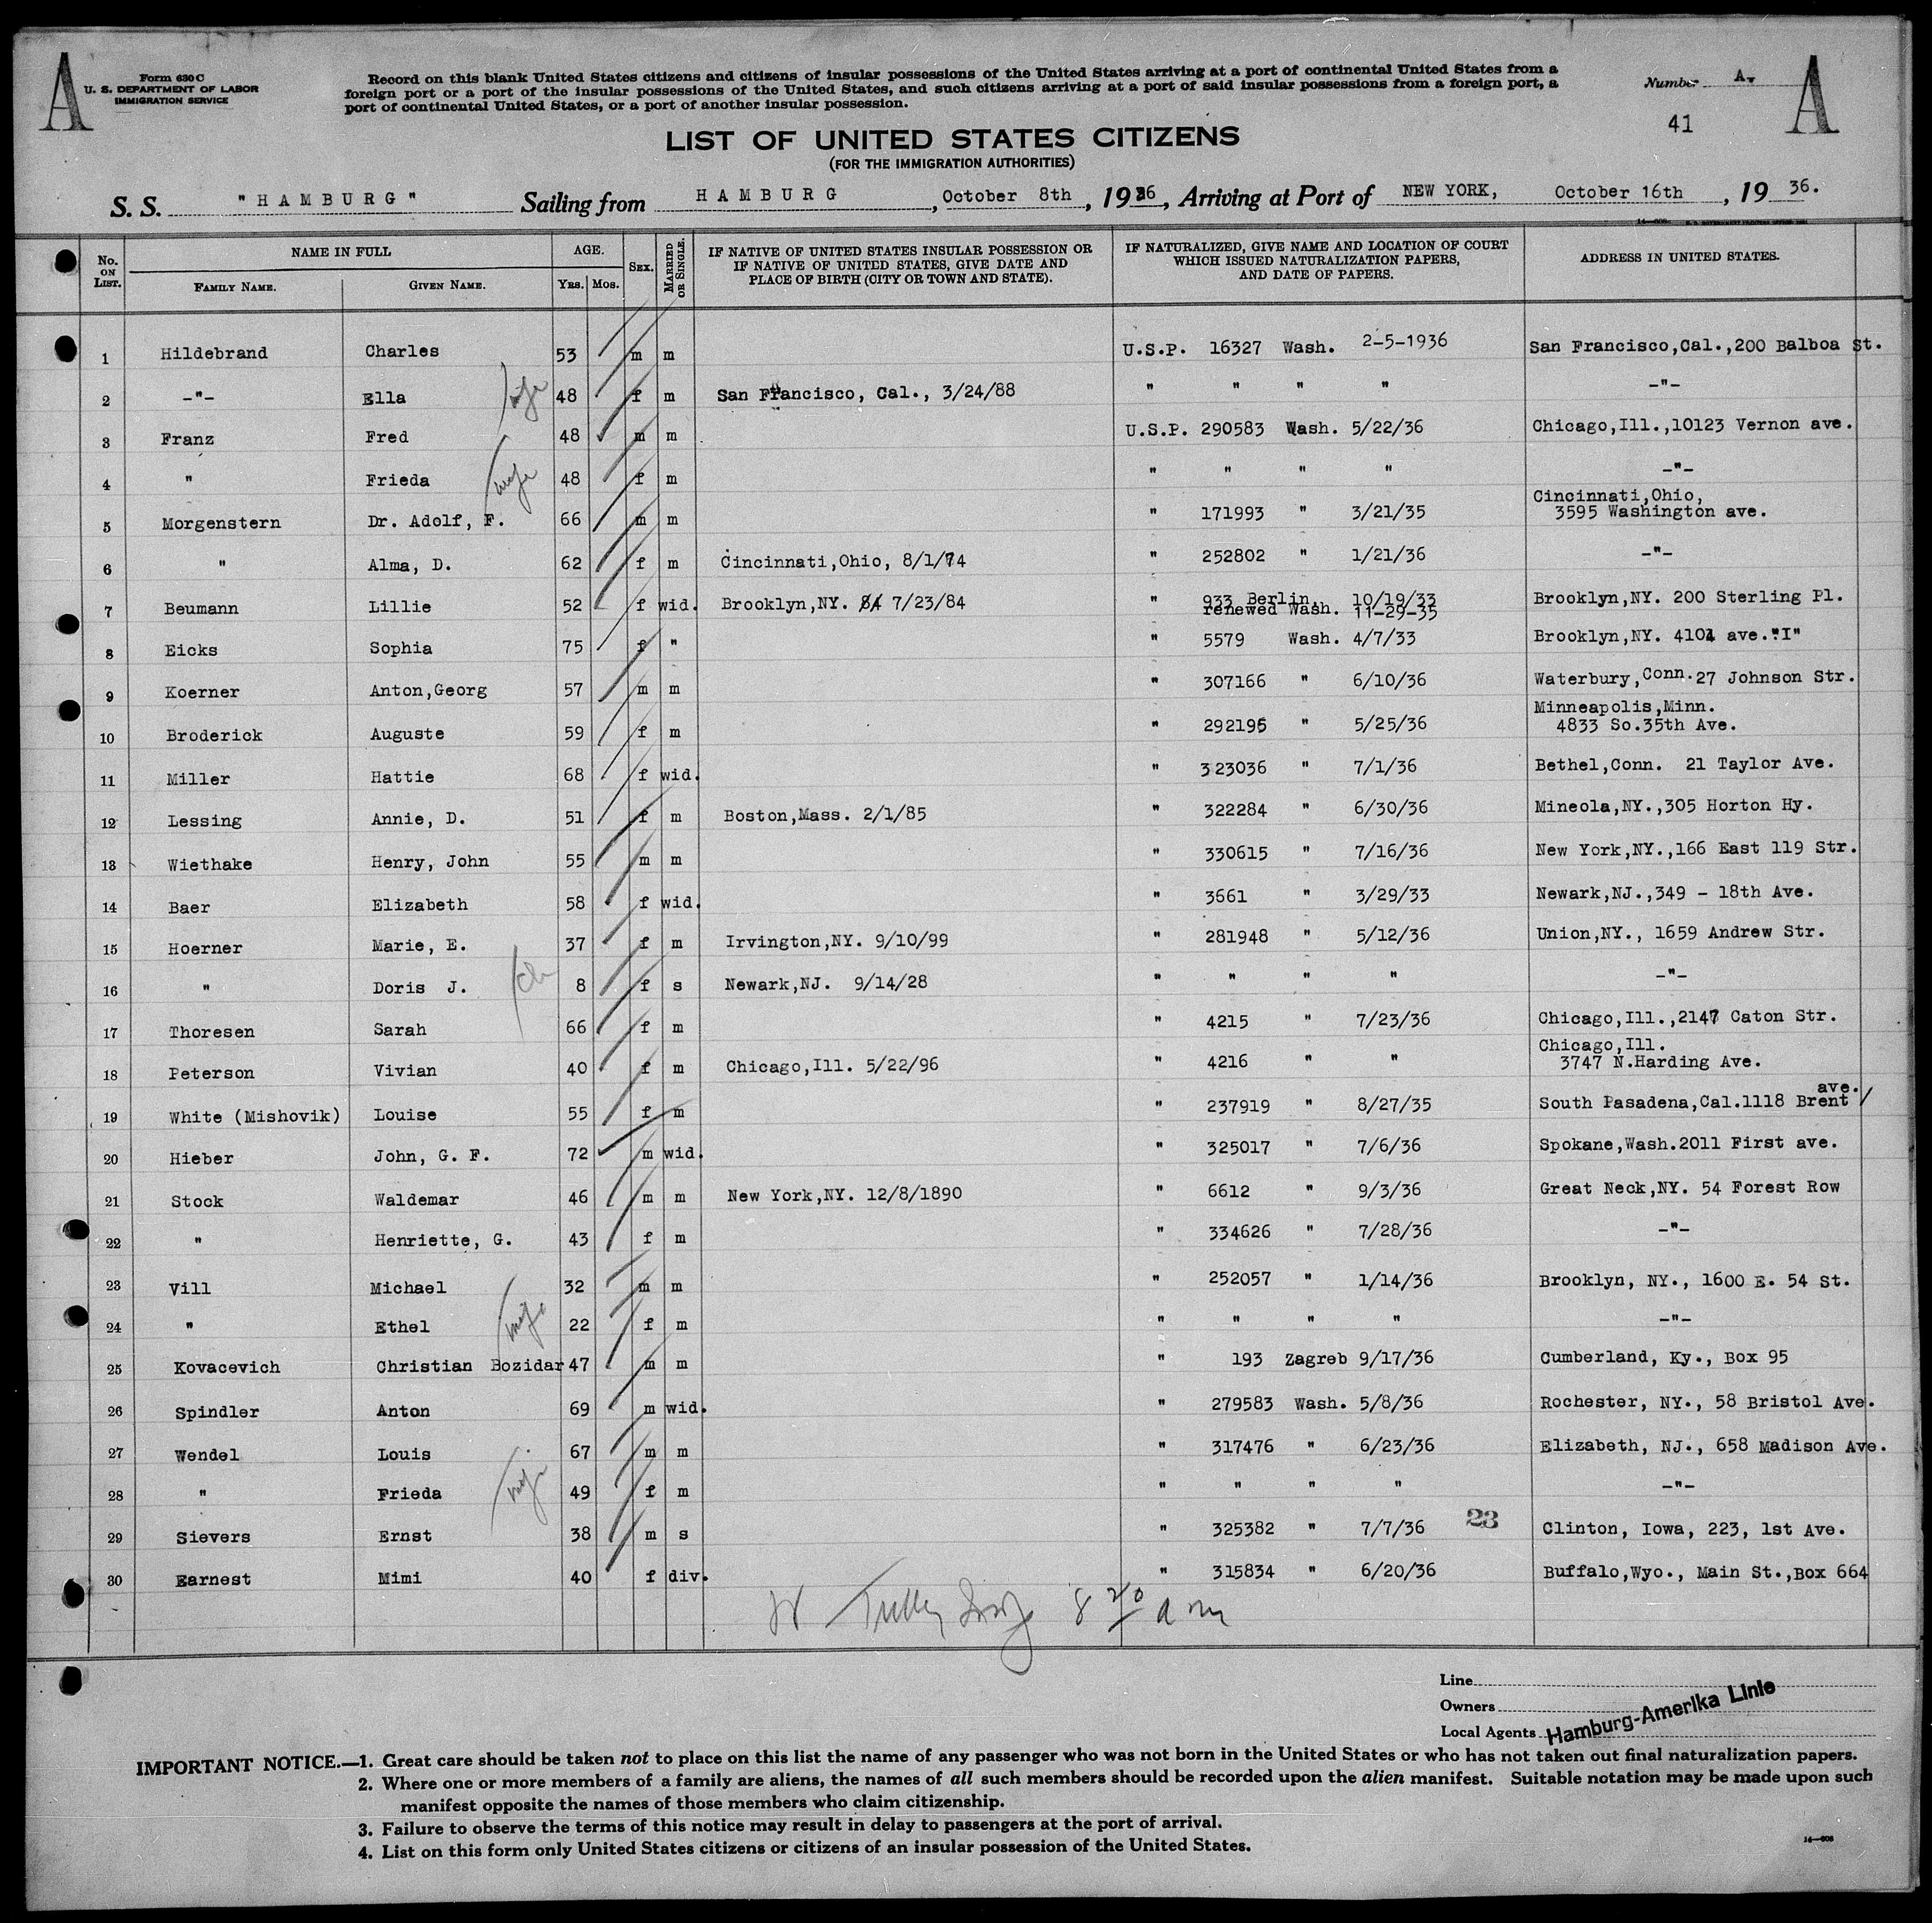 A
Form 630 C
U. S. DEPARTMENT OF LABOR
IMMIGRATION SERVICE
Record on this blank United States citizens and citizens of insular possessions of the United States arriving at a port of continental United States from a
foreign port or a port of the insular possessions of the United States, and such citizens arriving at a port of said insular possessions from a foreign port, a
port of continental United States, or a port of another insular possession.
Number A.
41
A
LIST OF UNITED STATES CITIZENS
(FOR THE IMMIGRATION AUTHORITIES)
S. S. "HAMBURG" Sailing from HAMBURG, October 8th, 1936, Arriving at Port of NEW YORK, October 16th, 1936.
No. ON LIST. NAME IN FULL FAMILY NAME. GIVEN NAME. AGE. YRS. MOS. SEX. MARRIED OR SINGLE. IF NATIVE OF UNITED STATES INSULAR POSSESSION OR IF NATIVE OF UNITED STATES, GIVE DATE AND PLACE OF BIRTH (CITY OR TOWN AND STATE). IF NATURALIZED, GIVE NAME AND LOCATION OF COURT WHICH ISSUED NATURALIZATION PAPERS, AND DATE OF PAPERS. ADDRESS IN UNITED STATES.
1 Hildebrand Charles 53 m m U.S.P. 16327 Wash. 2-5-1936 San Francisco,Cal.,200 Balboa St.
2 -"- Ella wife 48 f m San Francisco, Cal., 3/24/88 " " " " -"-
3 Franz Fred 48 m m U.S.P. 290583 Wash. 5/22/36 Chicago,Ill.,10123 Vernon ave.
4 " Frieda wife 48 f m " " " " -"-
5 Morgenstern Dr. Adolf, F. 66 m m " 171993 " 3/21/35 Cincinnati,Ohio, 3595 Washington ave.
6 " Alma, D. 62 f m Cincinnati,Ohio, 8/1/74 " 252802 " 1/21/36 -"-
7 Beumann Lillie 52 f wid. Brooklyn,NY. 7/23/84 " 933 Berlin, 10/19/33 renewed Wash. 11-29-35 Brooklyn,NY. 200 Sterling Pl.
8 Eicks Sophia 75 f " " 5579 Wash. 4/7/33 Brooklyn,NY. 4101 ave."I"
9 Koerner Anton,Georg 57 m m " 307166 " 6/10/36 Waterbury,Conn.27 Johnson Str.
10 Broderick Auguste 59 f m " 292195 " 5/25/36 Minneapolis,Minn. 4833 So.35th Ave.
11 Miller Hattie 68 f wid. " 323036 " 7/1/36 Bethel,Conn. 21 Taylor Ave.
12 Lessing Annie, D. 51 f m Boston,Mass. 2/1/85 " 322284 " 6/30/36 Mineola,NY.,305 Horton Hy.
13 Wiethake Henry, John 55 m m " 330615 " 7/16/36 New York,NY.,166 East 119 Str.
14 Baer Elizabeth 58 f wid. " 3661 " 3/29/33 Newark,NJ.,349 - 18th Ave.
15 Hoerner Marie, E. 37 f m Irvington,NY. 9/10/99 " 281948 " 5/12/36 Union,NY., 1659 Andrew Str.
16 " Doris J. ch 8 f s Newark,NJ. 9/14/28 " " " " -"-
17 Thoresen Sarah 66 f m " 4215 " 7/23/36 Chicago,Ill.,2147 Caton Str.
18 Peterson Vivian 40 f m Chicago,Ill. 5/22/96 " 4216 " " Chicago,Ill. 3747 N.Harding Ave.
19 White (Mishovik) Louise 55 f m " 237919 " 8/27/35 South Pasadena,Cal.1118 Brent ave.
20 Hieber John, G. F. 72 m wid. " 325017 " 7/6/36 Spokane,Wash.2011 First ave.
21 Stock Waldemar 46 m m New York,NY. 12/8/1890 " 6612 " 9/3/36 Great Neck,NY. 54 Forest Row
22 " Henriette, G. 43 f m " 334626 " 7/28/36 -"-
23 Vill Michael 32 m m " 252057 " 1/14/36 Brooklyn, NY., 1600 E. 54 St.
24 " Ethel wife 22 f m " " " " -"-
25 Kovacevich Christian Bozidar 47 m m " 193 Zagreb 9/17/36 Cumberland, Ky., Box 95
26 Spindler Anton 69 m wid. " 279583 Wash. 5/8/36 Rochester, NY., 58 Bristol Ave.
27 Wendel Louis 67 m m " 317476 " 6/23/36 Elizabeth, NJ., 658 Madison Ave.
28 " Frieda wife 49 f m " " " " -"-
29 Sievers Ernst 38 m s " 325382 " 7/7/36 23 Clinton, Iowa, 223, 1st Ave.
30 Earnest Mimi 40 f div. " 315834 " 6/20/36 Buffalo,Wyo., Main St.,Box 664
8 20 a m
Line
Owners
Local Agents Hamburg-Amerika Linie
IMPORTANT NOTICE.—1. Great care should be taken not to place on this list the name of any passenger who was not born in the United States or who has not taken out final naturalization papers.
2. Where one or more members of a family are aliens, the names of all such members should be recorded upon the alien manifest. Suitable notation may be made upon such
manifest opposite the names of those members who claim citizenship.
3. Failure to observe the terms of this notice may result in delay to passengers at the port of arrival.
4. List on this form only United States citizens or citizens of an insular possession of the United States.